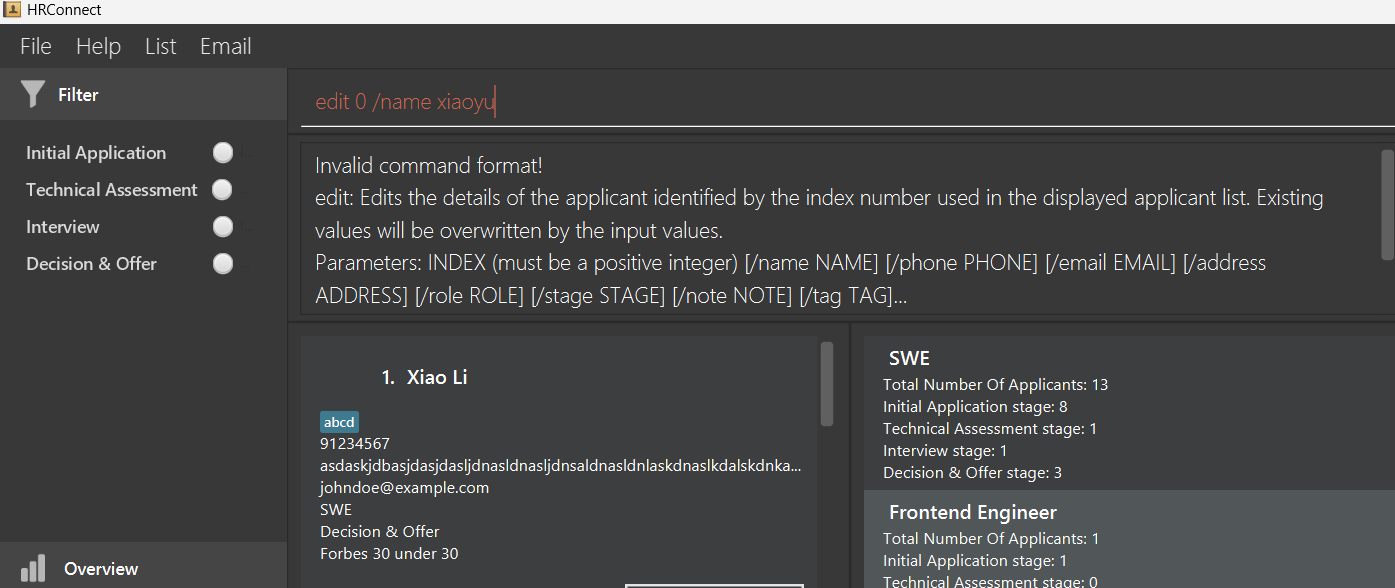 HRConnect
File Help List Email
Filter
Initial Application
Technical Assessment
Interview
Decision & Offer
Overview
edit 0 /name xiaoyu
Invalid command format!
edit: Edits the details of the applicant identified by the index number used in the displayed applicant list. Existing
values will be overwritten by the input values.
Parameters: INDEX (must be a positive integer) [/name NAME] [/phone PHONE] [/email EMAIL] [/address
ADDRESS] [/role ROLE] [/stage STAGE] [/note NOTE] [/tag TAG]...
1. Xiao Li
abcd
91234567
asdaskjdbasjdasjdasljdnasldnasljdnsaldnasldnlaskdnaslkdalskdnka...
johndoe@example.com
SWE
Decision & Offer
Forbes 30 under 30
SWE
Total Number Of Applicants: 13
Initial Application stage: 8
Technical Assessment stage: 1
Interview stage: 1
Decision & Offer stage: 3
Frontend Engineer
Total Number Of Applicants: 1
Initial Application stage: 1
Technical Assessment stage: 0